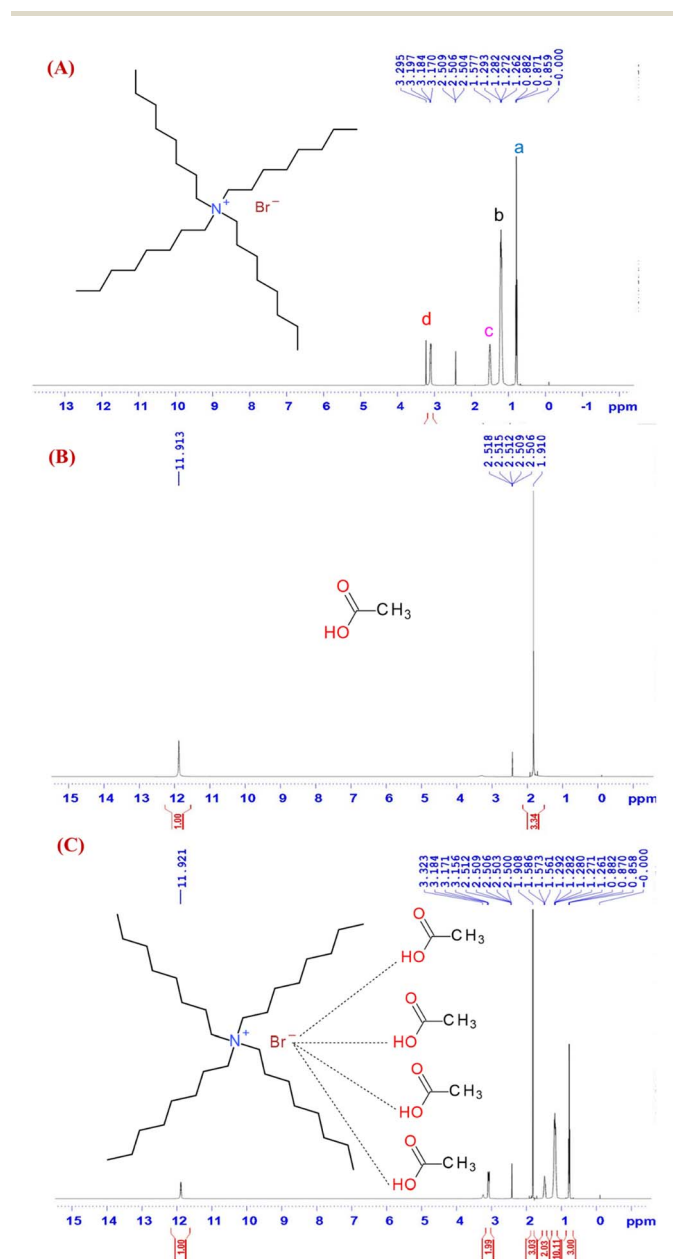 (A)
3.295
3.197
3.184
3.170
2.509
2.506
2.504
1.577
1.293
1.282
1.272
1.262
0.882
0.871
0.859
-0.000
N+
Br−
a
b
c
d
13 12 11 10 9 8 7 6 5 4 3 2 1 0 -1 ppm
(B)
11.913
2.518
2.515
2.512
2.509
2.506
1.910
O
HO
CH3
15 14 13 12 11 10 9 8 7 6 5 4 3 2 1 0 ppm
1.00
3.34
(C)
11.921
3.323
3.184
3.171
3.156
2.512
2.509
2.506
2.503
2.500
1.908
1.586
1.573
1.561
1.292
1.282
1.280
1.271
1.261
0.882
0.870
0.858
-0.000
O
HO
CH3
N+
Br−
O
HO
CH3
O
HO
CH3
O
HO
CH3
15 14 13 12 11 10 9 8 7 6 5 4 3 2 1 0 ppm
1.00
1.99
3.03
2.03
10.11
3.00